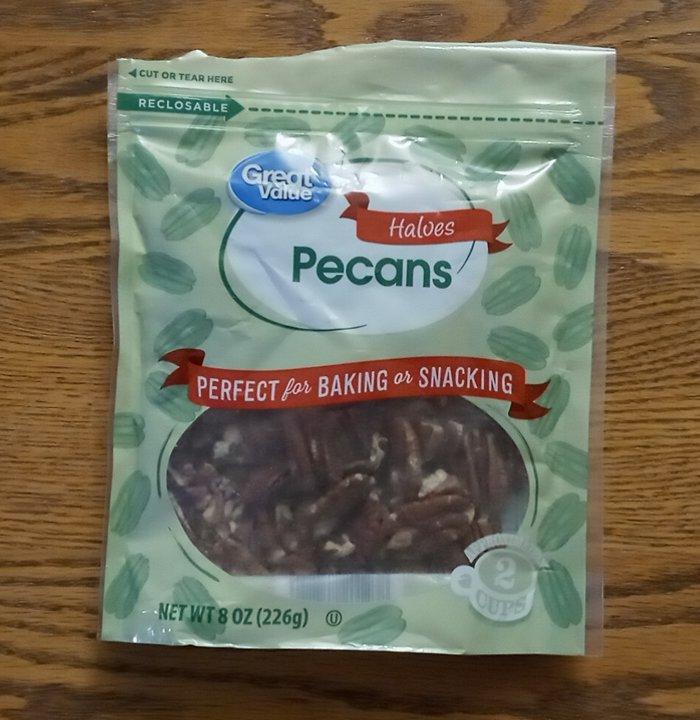 CUT OR TEAR HERE
RECLOSABLE
Great
Value
Halves
Pecans
PERFECT for BAKING or SNACKING
2
CUPS
NET WT 8 OZ (226g) U